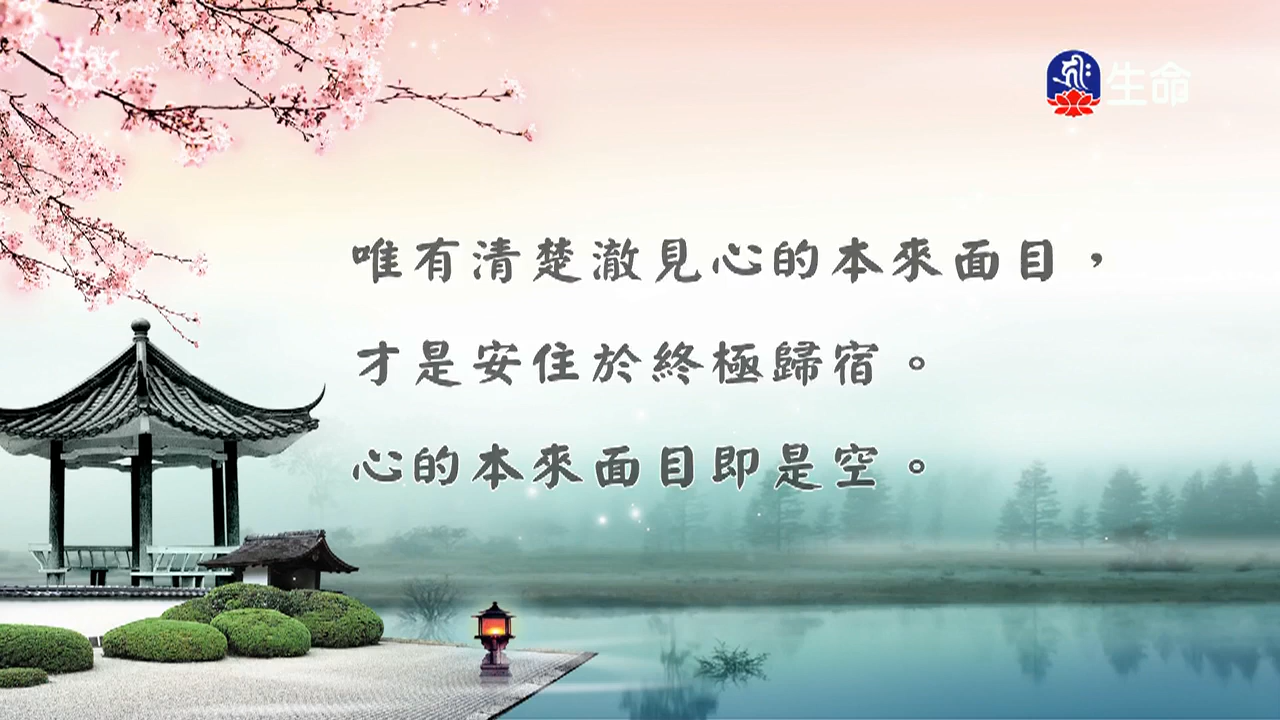 生命
唯有清楚澈見心的本來面目，
才是安住於終極歸宿。
心的本來面目即是空。